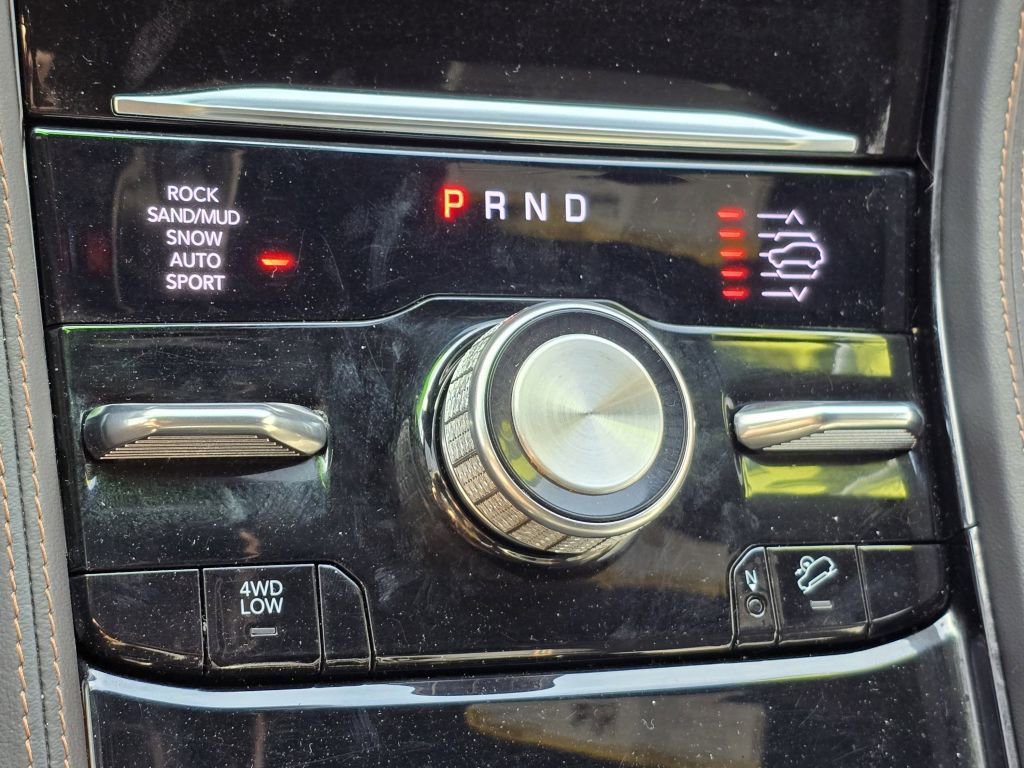 ROCK
SAND/MUD
SNOW
AUTO
SPORT
P R N D
4WD
LOW
N